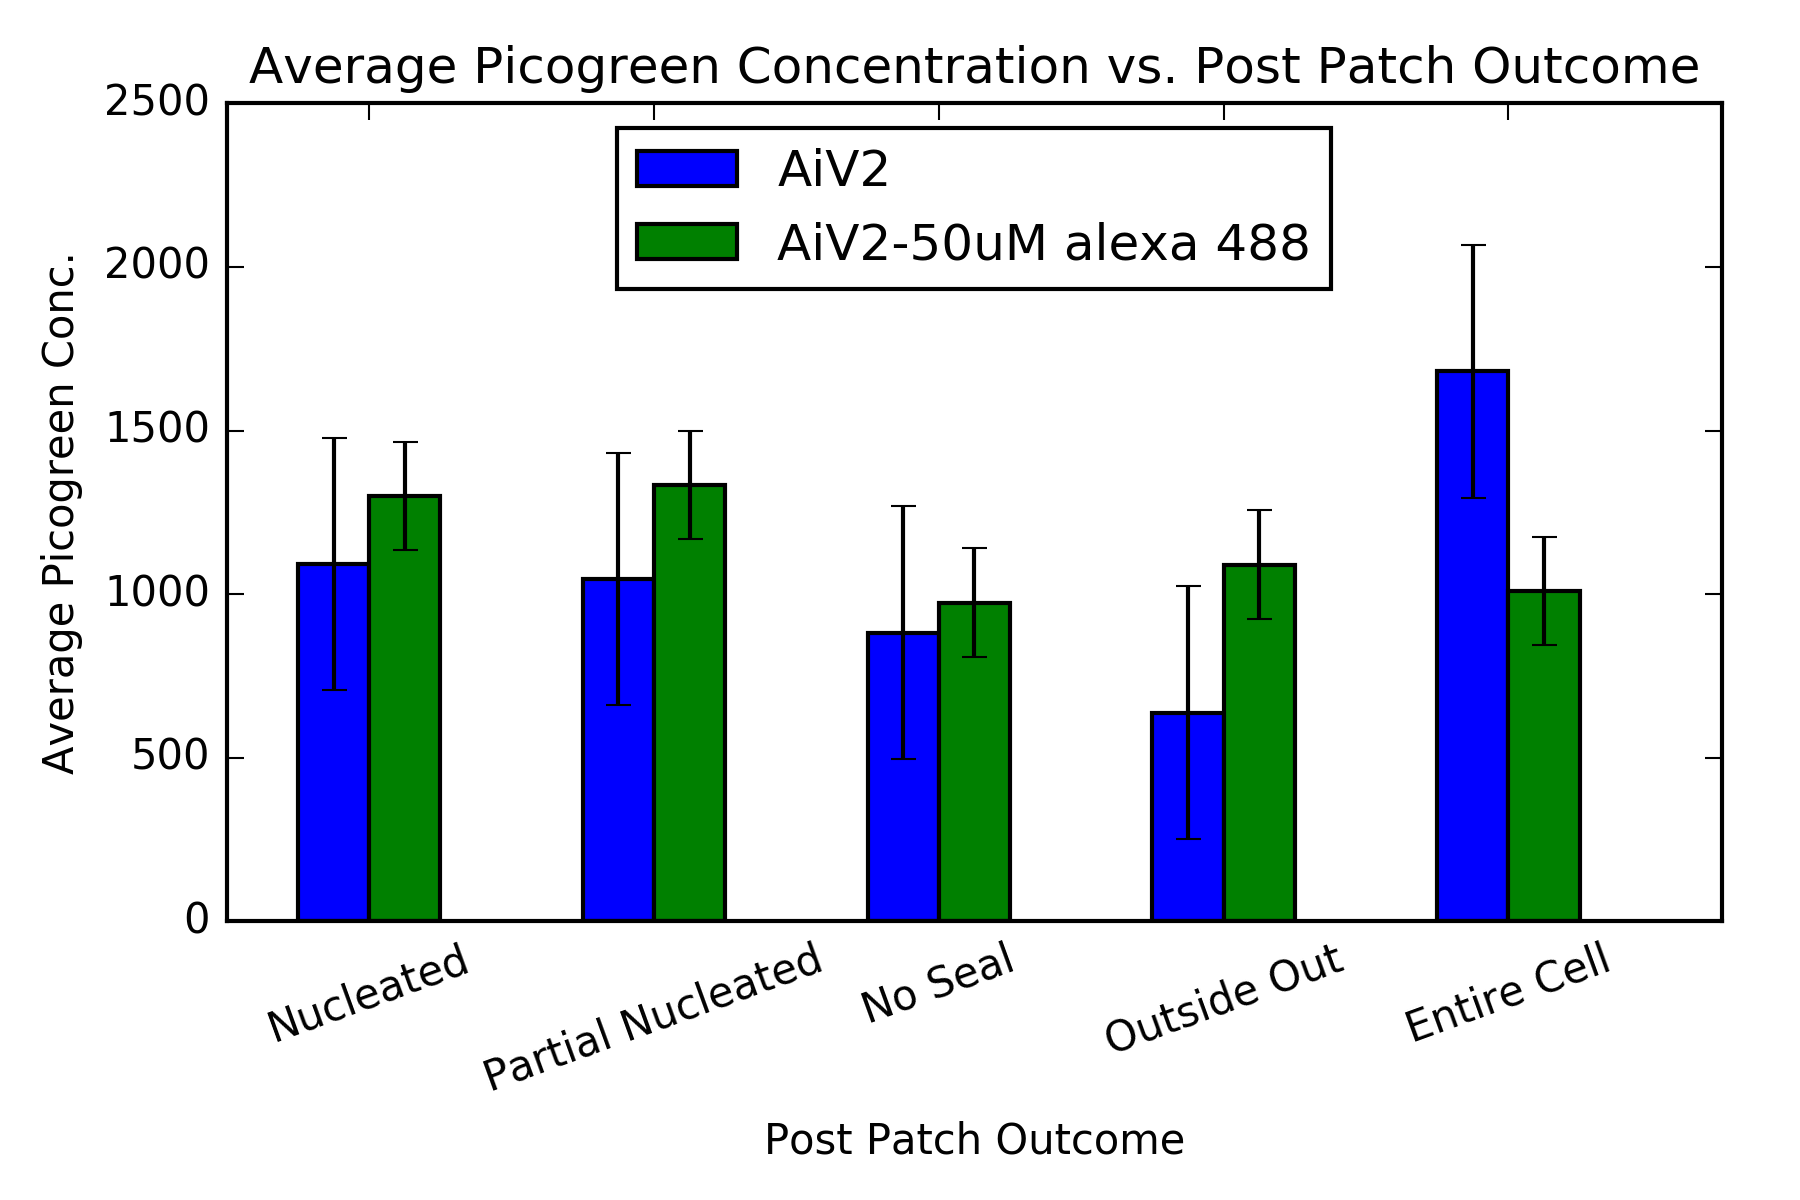 Average Picogreen Concentration vs. Post Patch Outcome
2500
2000
1500
1000
500
0
Average Picogreen Conc.
AiV2
AiV2-50uM alexa 488
Nucleated
Partial Nucleated
No Seal
Outside Out
Entire Cell
Post Patch Outcome